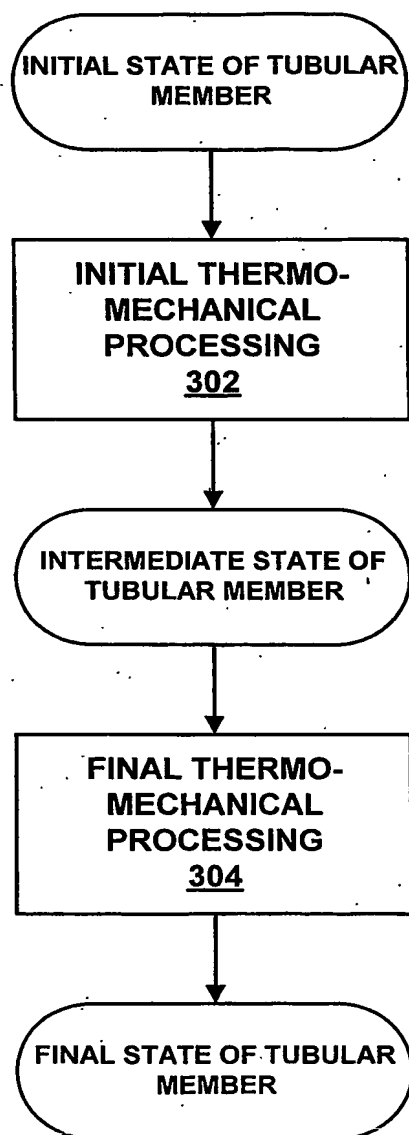 INITIAL STATE OF TUBULAR
MEMBER
INITIAL THERMO-
MECHANICAL
PROCESSING
302
INTERMEDIATE STATE OF
TUBULAR MEMBER
FINAL THERMO-
MECHANICAL
PROCESSING
304
FINAL STATE OF TUBULAR
MEMBER